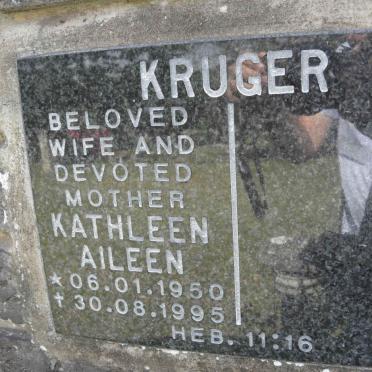 KRUGER
BELOVED
WIFE AND
DEVOTED
MOTHER
KATHLEEN
AILEEN
* 06.01.1950
† 30.08.1995
HEB. 11:16